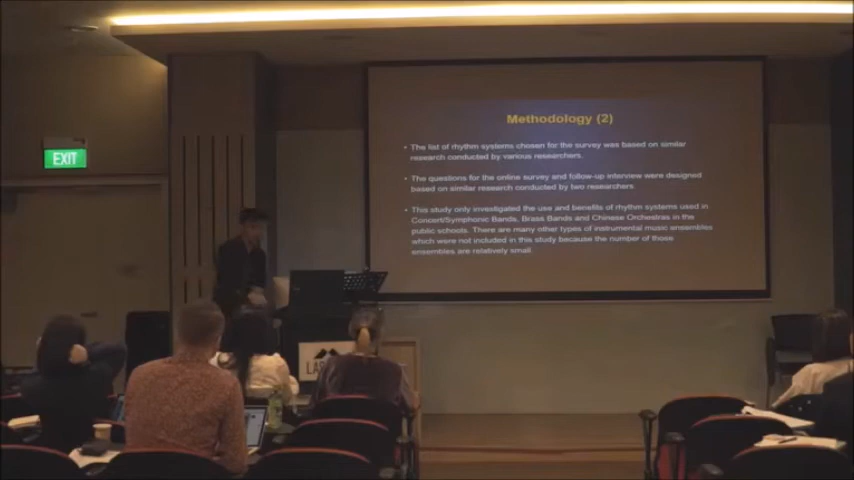 Methodology (2)
EXIT
• The list of rhythm systems chosen for the survey was based on similar
research conducted by various researchers.
• The questions for the online survey and follow-up interview were designed
based on similar research conducted by two researchers
• This study only investigated the use and benefits of rhythm systems used in
Concert/Symphonic Bands, Brass Bands and Chinese Orchestras in the
public schools. There are many other types of instrumental music ensembles
which were not included in this study because the number of those
ensembles are relatively small.